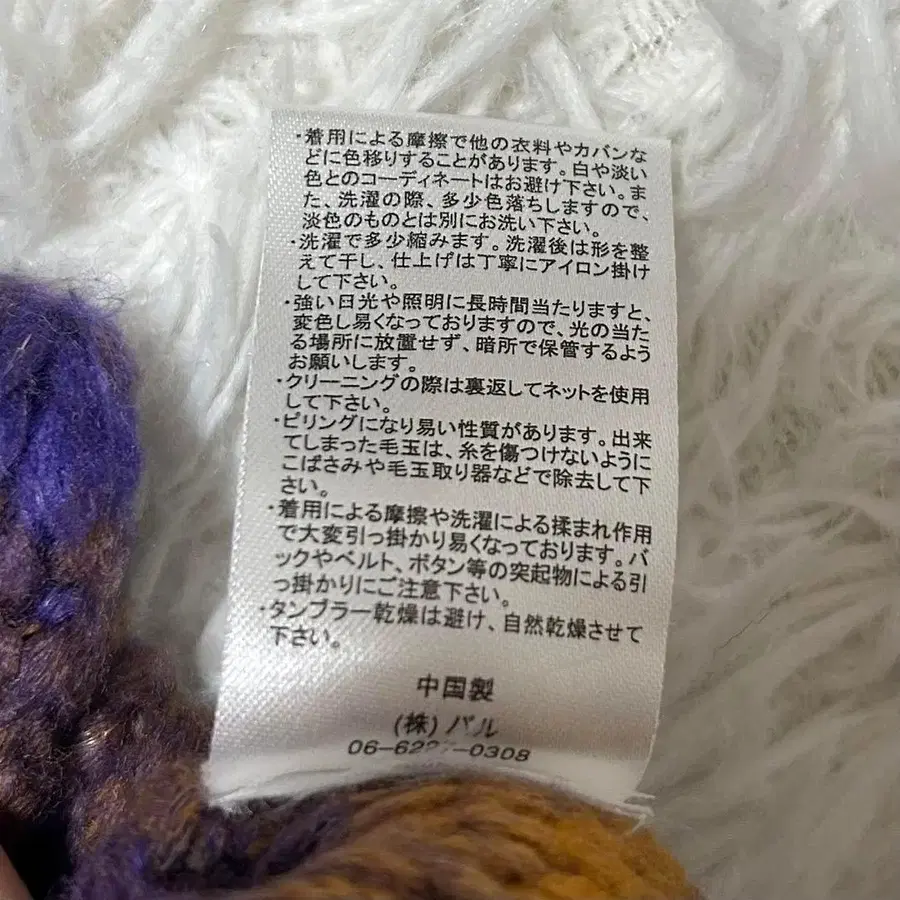 ・着用による摩擦で他の衣料やカバンな
どに色移りすることがあります。白や淡い
色とのコーディネートはお避け下さい。ま
た、洗濯の際、多少色落ちしますので、
淡色のものとは別にお洗い下さい。
・洗濯で多少縮みます。洗濯後は形を整
えて干し、仕上げは丁寧にアイロン掛け
して下さい。
・強い日光や照明に長時間当たりますと、
変色し易くなっておりますので、光の当た
る場所に放置せず、暗所で保管するよう
お願いします。
・クリーニングの際は裏返してネットを使用
して下さい。
・ピリングになり易い性質があります。出来
てしまった毛玉は、糸を傷つけないように
こばさみや毛玉取り器などで除去して下
さい。
・着用による摩擦や洗濯による揉まれ作用
で大変引っ掛かり易くなっております。バ
ックやベルト、ボタン等の突起物による引
っ掛かりにご注意下さい。
・タンブラー乾燥は避け、自然乾燥させて
下さい。
中国製
(株) パル
06-6227-0308